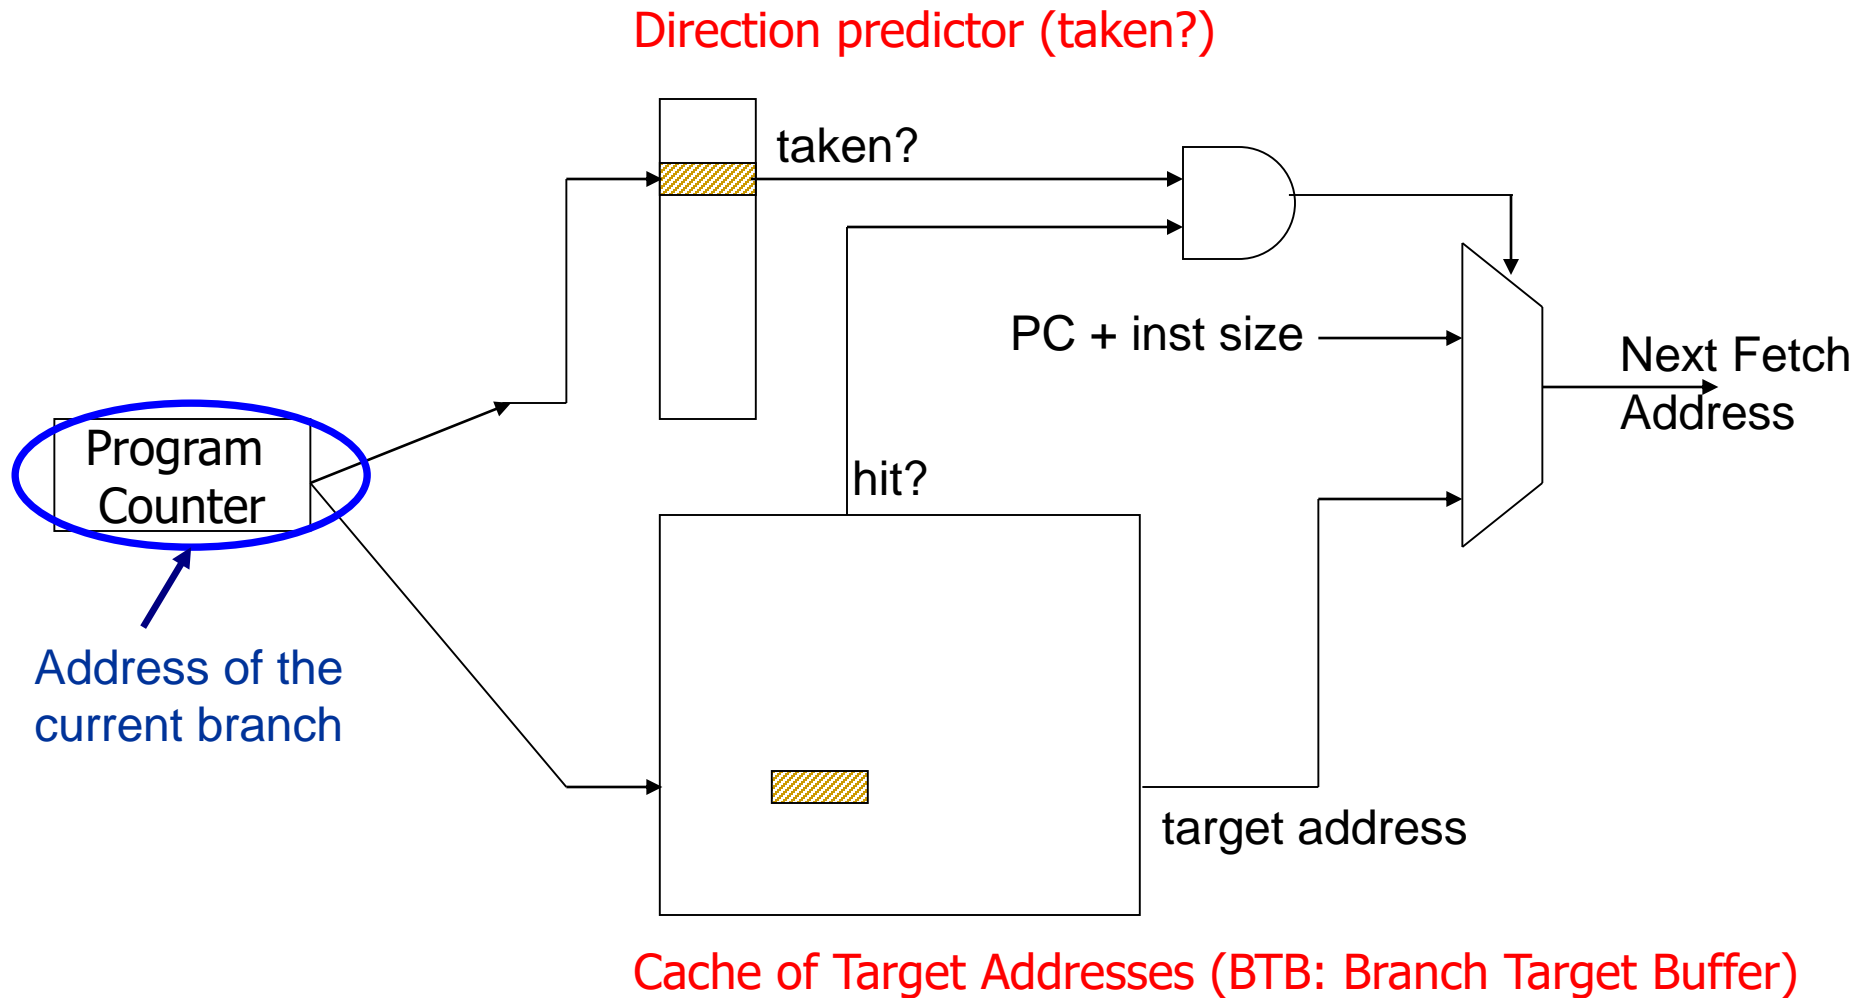 Direction predictor (taken?)
taken?
PC + inst size
Next Fetch
Address
Program
Counter
hit?
Address of the
current branch
target address
Cache of Target Addresses (BTB: Branch Target Buffer)